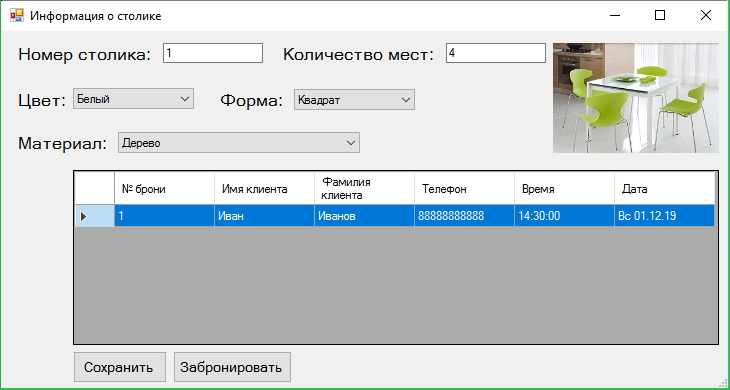 Информация о столике
Номер столика: 1 Количество мест: 4
Цвет: Белый Форма: Квадрат
Материал: Дерево
№ брони Имя клиента Фамилия клиента Телефон Время Дата
1 Иван Иванов 88888888888 14:30:00 Вс 01.12.19
Сохранить Забронировать